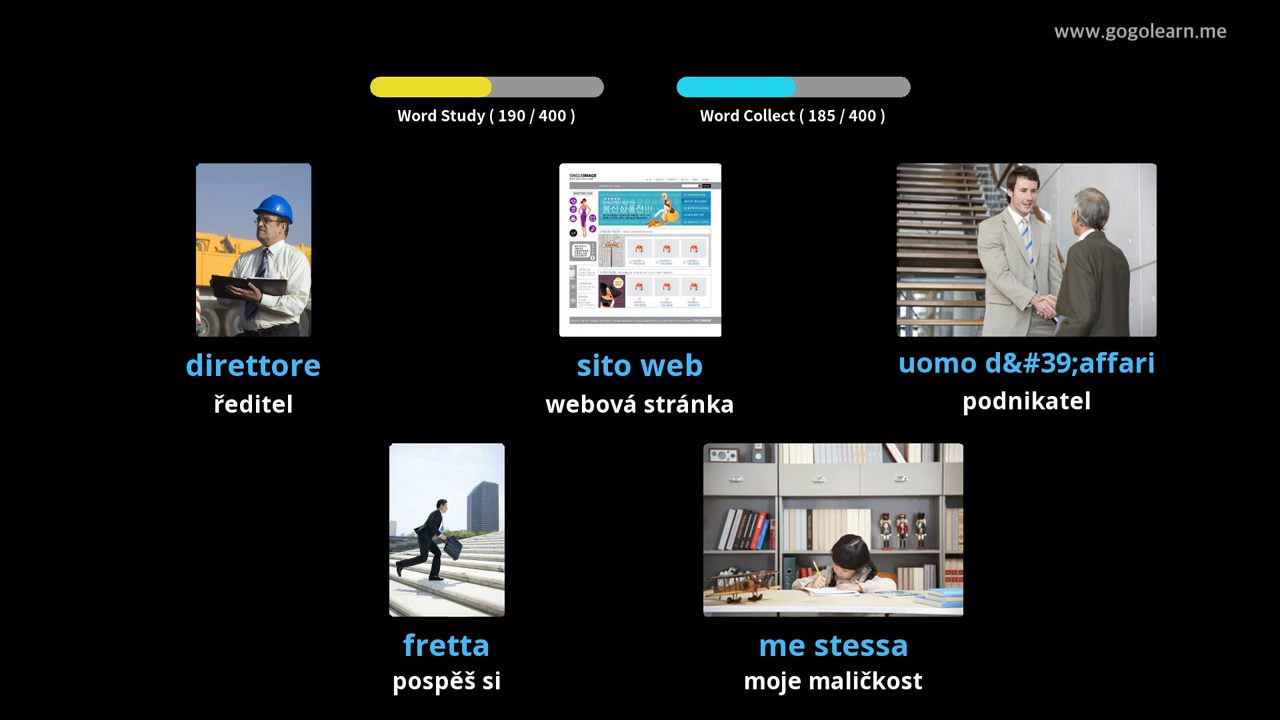 www.gogolearn.me
Word Study ( 190 / 400 )
Word Collect ( 185 / 400 )
direttore
ředitel
sito web
webová stránka
uomo d&#39;affari
podnikatel
fretta
pospěš si
me stessa
moje maličkost